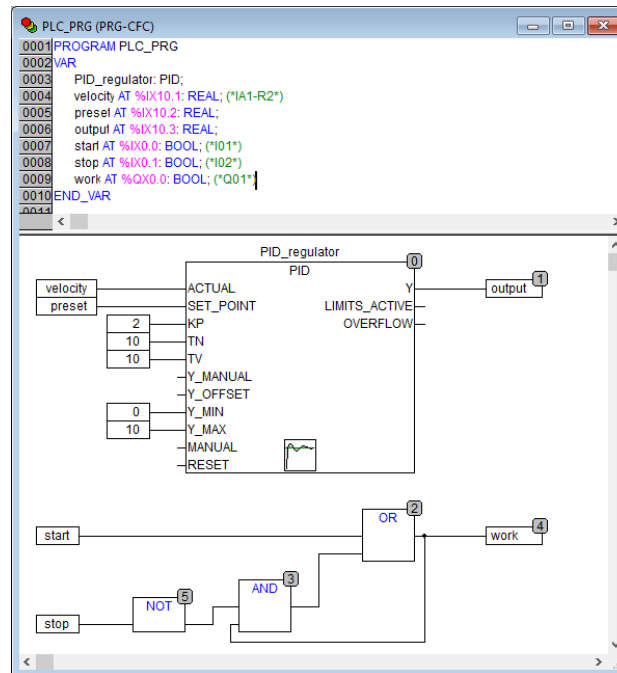 PLC_PRG (PRG-CFC)
0001 PROGRAM PLC_PRG
0002 VAR
0003 PID_regulator: PID;
0004 velocity AT %IX10.1: REAL; (*IA1-R2*)
0005 preset AT %IX10.2: REAL;
0006 output AT %IX10.3: REAL;
0007 start AT %IX0.0: BOOL; (*I01*)
0008 stop AT %IX0.1: BOOL; (*I02*)
0009 work AT %QX0.0: BOOL; (*Q01*)
0010 END_VAR
0011
PID_regulator
0
PID
1
velocity ACTUAL Y output
preset SET_POINT LIMITS_ACTIVE
2 KP OVERFLOW
10 TN
10 TV
Y_MANUAL
Y_OFFSET
0 Y_MIN
10 Y_MAX
MANUAL
RESET
2
OR 4
start work
3
5 AND
NOT
stop